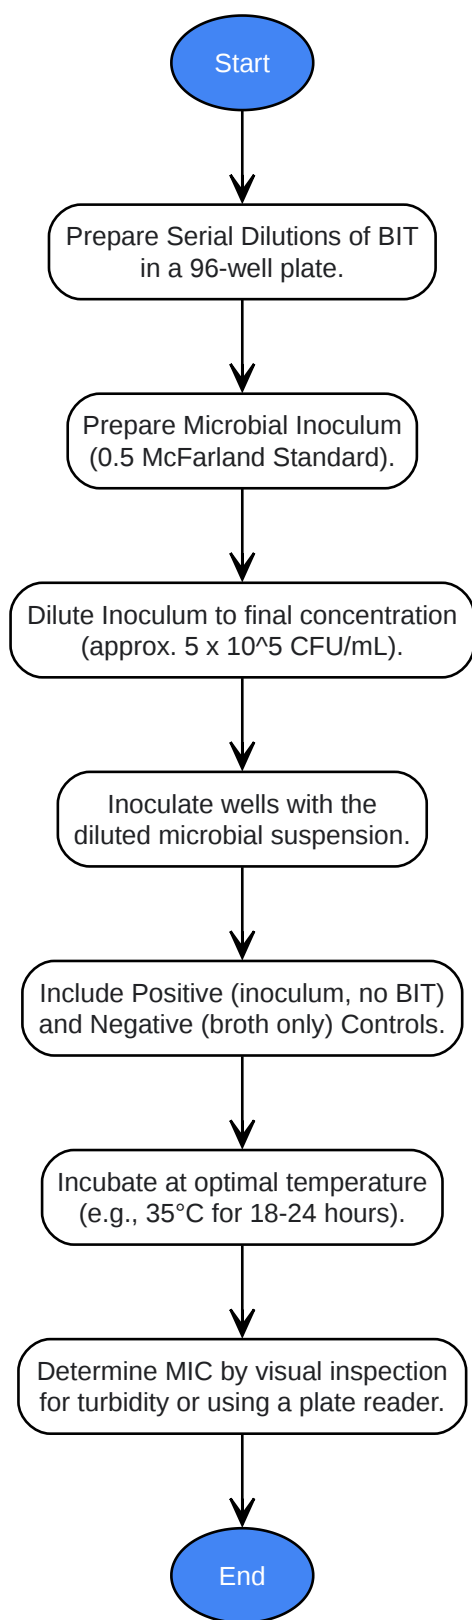 Start
Prepare Serial Dilutions of BIT
in a 96-well plate.
Prepare Microbial Inoculum
(0.5 McFarland Standard).
Dilute Inoculum to final concentration
(approx. 5 x 10^5 CFU/mL).
Inoculate wells with the
diluted microbial suspension.
Include Positive (inoculum, no BIT)
and Negative (broth only) Controls.
Incubate at optimal temperature
(e.g., 35°C for 18-24 hours).
Determine MIC by visual inspection
for turbidity or using a plate reader.
End